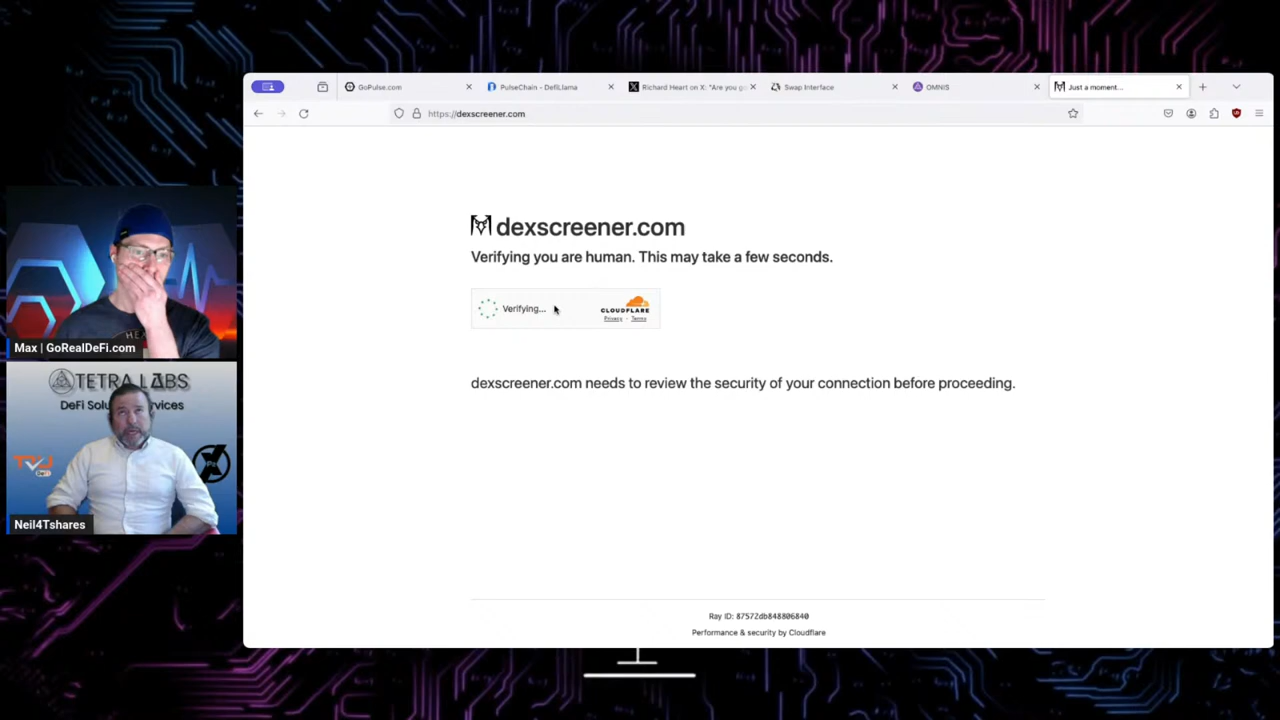 GoPulse.com
PulseChain - DefiLlama
Richard Heart on X: "Are you go
Swap Interface
OMNIS
Just a moment...
https://dexscreener.com
dexscreener.com
Verifying you are human. This may take a few seconds.
Verifying...
CLOUDFLARE
Privacy · Terms
dexscreener.com needs to review the security of your connection before proceeding.
Ray ID: 87572db848806840
Performance & security by Cloudflare
HEX
Max | GoRealDeFi.com
TETRA LABS
DeFi Solu
ervices
Neil4Tshares